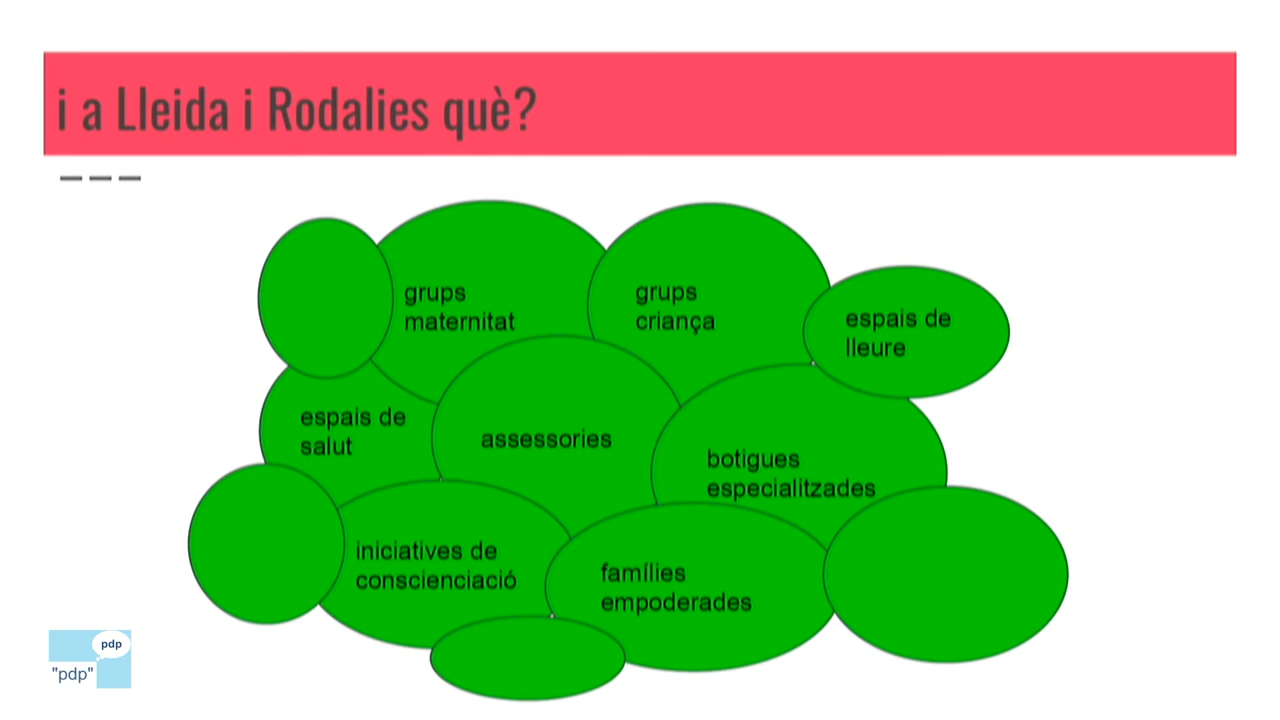 i a Lleida i Rodalies què?
grups
maternitat
grups
criança
espais de
lleure
espais de
salut
assessories
botigues
especialitzades
iniciatives de
conscienciació
famílies
empoderades
pdp
"pdp"